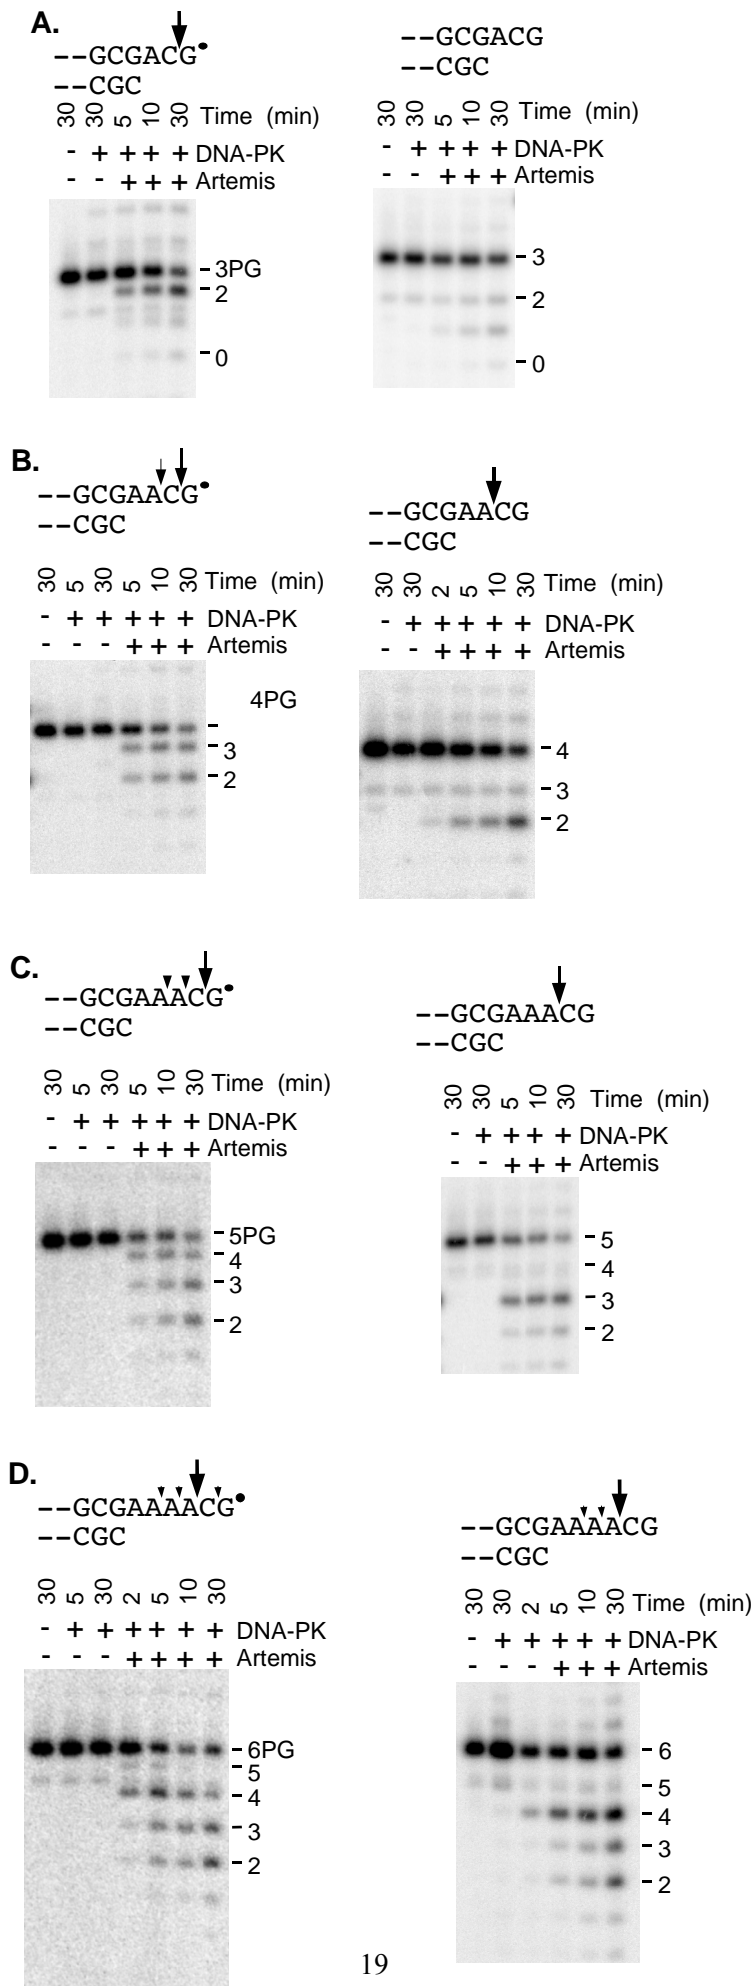 A.
--GCGACG•
--CGC
30 30 5 10 30 Time (min)
- + + + + DNA-PK
- - + + + Artemis
3PG
2
0
--GCGACG
--CGC
30 30 5 10 30 Time (min)
- + + + + DNA-PK
- - + + + Artemis
3
2
0
B.
--GCGAACG•
--CGC
30 5 30 5 10 30 Time (min)
- + + + + + DNA-PK
- - - + + + Artemis
4PG
3
2
--GCGAACG
--CGC
30 30 2 5 10 30 Time (min)
- + + + + + DNA-PK
- - + + + + Artemis
4
3
2
C.
--GCGAAACG•
--CGC
30 5 30 5 10 30 Time (min)
- + + + + + DNA-PK
- - - + + + Artemis
5PG
4
3
2
--GCGAAACG
--CGC
30 30 5 10 30 Time (min)
- + + + + DNA-PK
- - + + + Artemis
5
4
3
2
D.
--GCGAAAACG•
--CGC
30 5 30 2 5 10 30 Time (min)
- + + + + + + DNA-PK
- - - + + + + Artemis
6PG
5
4
3
2
--GCGAAAACG
--CGC
30 30 2 5 10 30 Time (min)
- + + + + + DNA-PK
- - - + + + Artemis
6
5
4
3
2
19